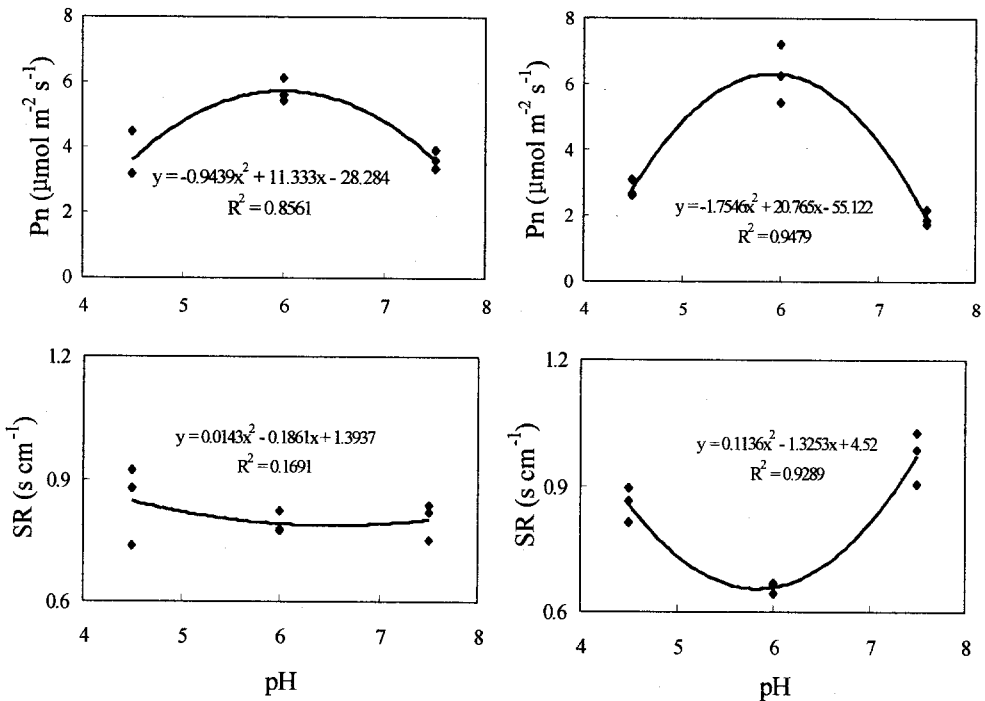 Pn (µmol m⁻² s⁻¹)
8
6
4
2
0
4 5 6 7 8
y = -0.9439x² + 11.333x - 28.284
R² = 0.8561
Pn (µmol m⁻² s⁻¹)
8
6
4
2
0
4 5 6 7 8
y = -1.7546x² + 20.765x - 55.122
R² = 0.9479
SR (s cm⁻¹)
1.2
0.9
0.6
4 5 6 7 8
y = 0.0143x² - 0.1861x + 1.3937
R² = 0.1691
pH
SR (s cm⁻¹)
1.2
0.9
0.6
4 5 6 7 8
y = 0.1136x² - 1.3253x + 4.52
R² = 0.9289
pH